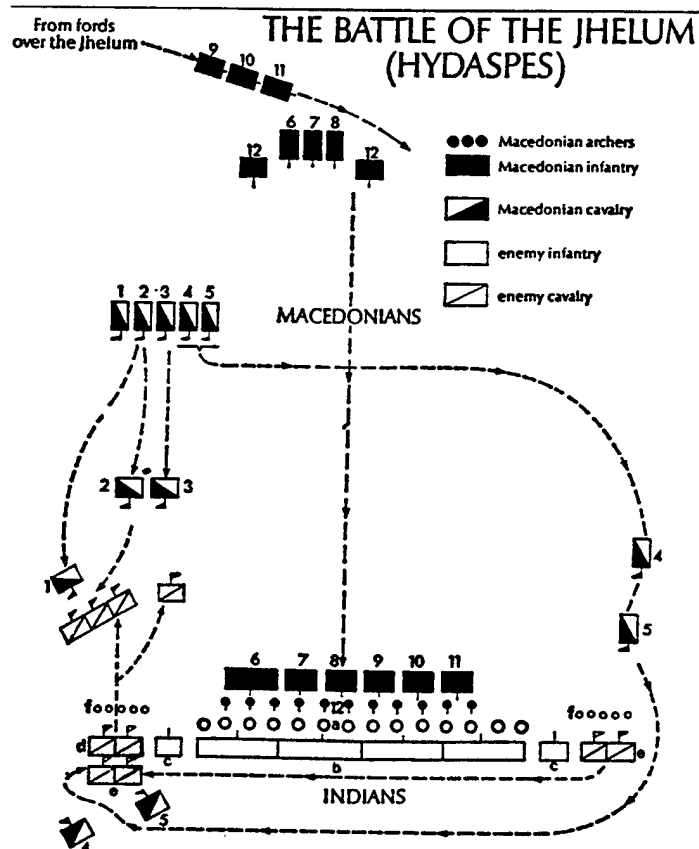 THE BATTLE OF THE JHELUM
(HYDASPES)
From fords
over the Jhelum
9
10
11
6 7 8
12
12
Macedonian archers
Macedonian infantry
Macedonian cavalry
enemy infantry
enemy cavalry
1 2 3 4 5
MACEDONIANS
2
3
4
1
5
6 7 8 9 10 11
12
f
f
a
d
c
b
c
e
e
INDIANS
5
4